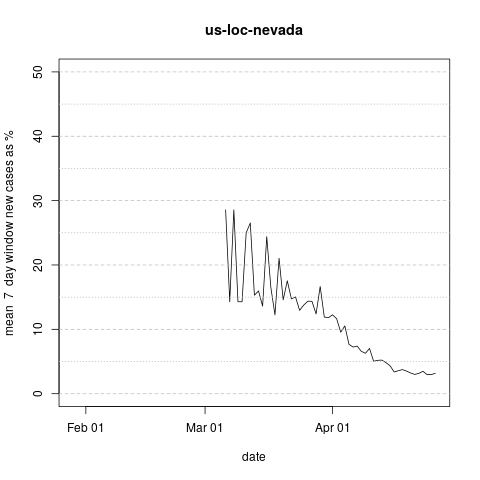 us-loc-nevada
mean 7 day window new cases as %
50
40
30
20
10
0
Feb 01
Mar 01
Apr 01
date